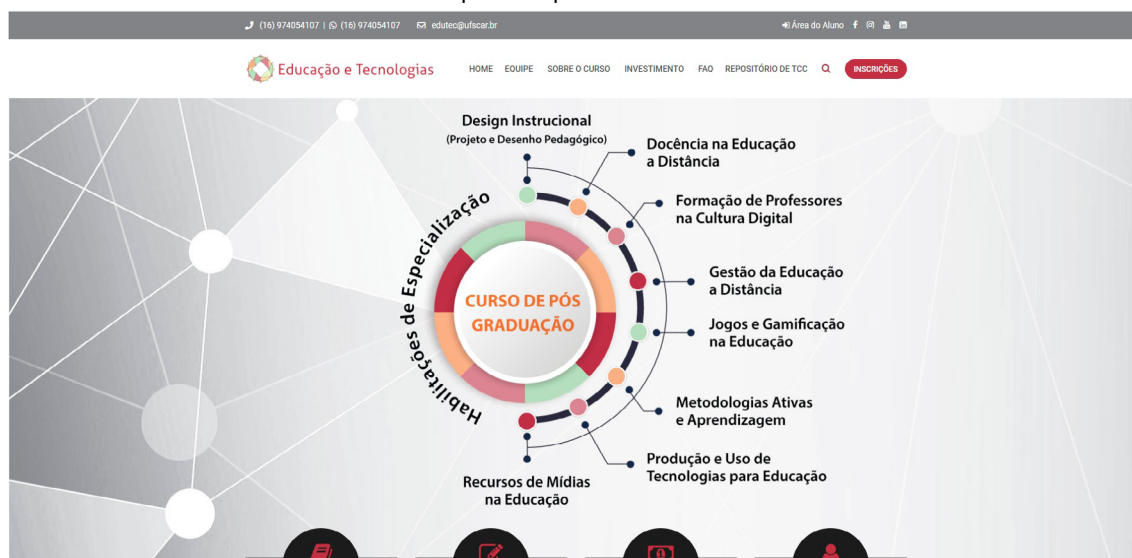 (16) 974054107 | (16) 974054107 edutec@ufscar.br Área do Aluno
Educação e Tecnologias HOME EQUIPE SOBRE O CURSO INVESTIMENTO FAQ REPOSITÓRIO DE TCC INSCRIÇÕES
Design Instrucional
(Projeto e Desenho Pedagógico)
Docência na Educação
a Distância
Formação de Professores
na Cultura Digital
Gestão da Educação
a Distância
Jogos e Gamificação
na Educação
Metodologias Ativas
e Aprendizagem
Produção e Uso de
Tecnologias para Educação
Recursos de Mídias
na Educação
Habilitações de Especialização
CURSO DE PÓS
GRADUAÇÃO